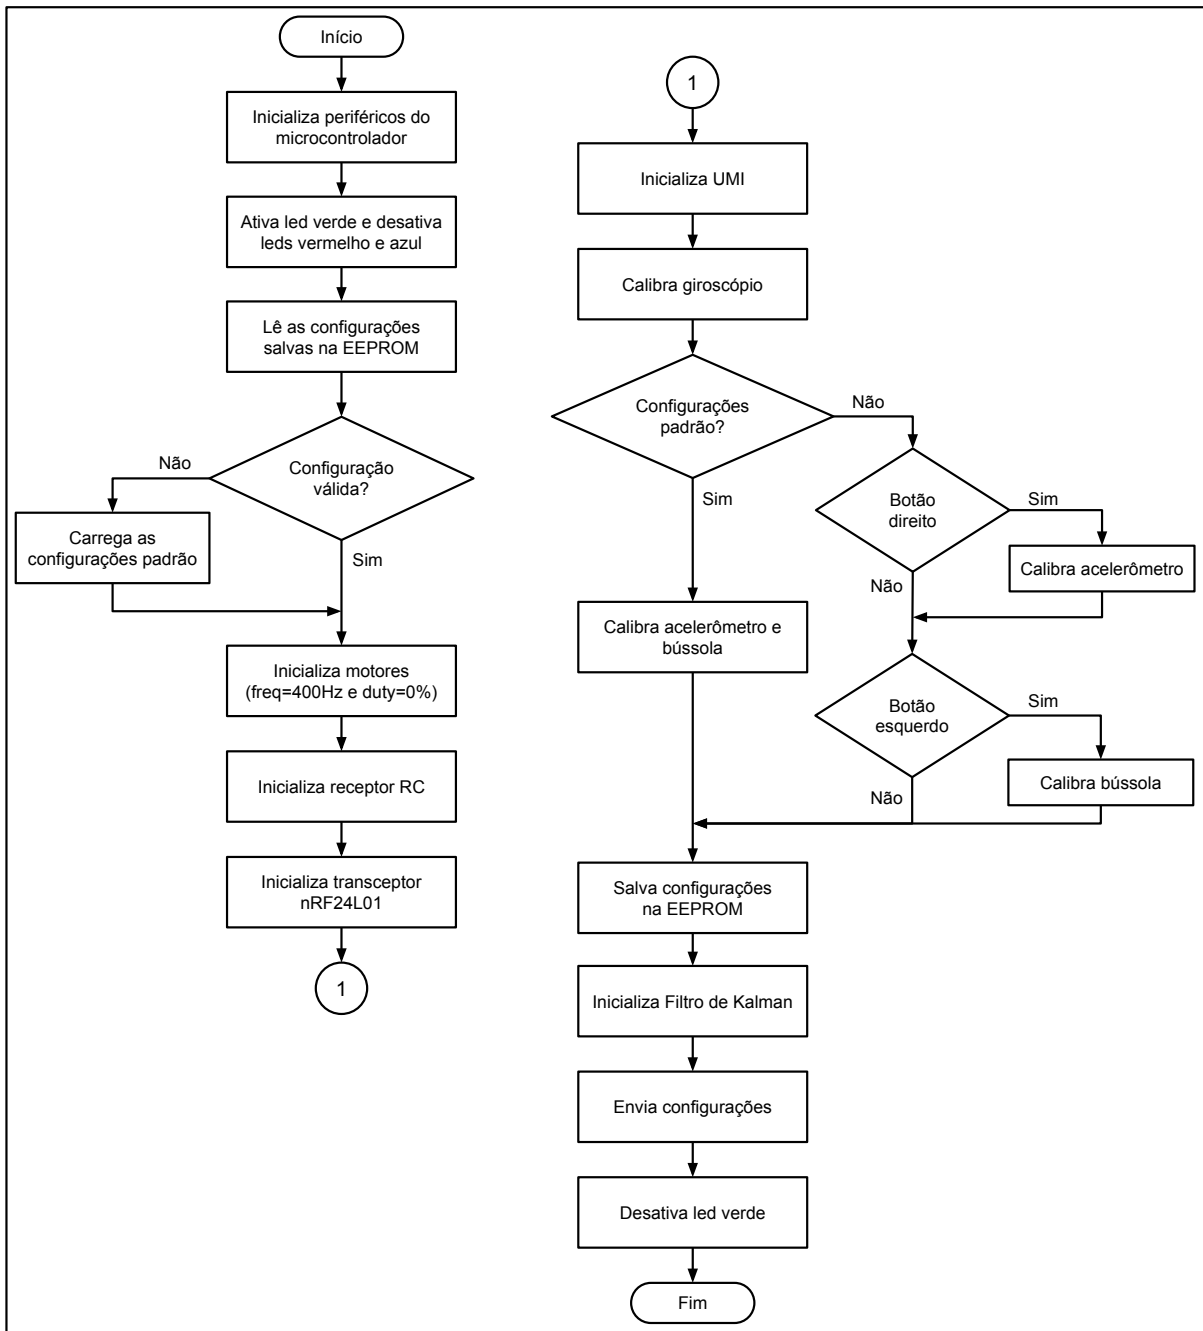 Início
Inicializa periféricos do
microcontrolador
Ativa led verde e desativa
leds vermelho e azul
Lê as configurações
salvas na EEPROM
Configuração
válida?
Não
Carrega as
configurações padrão
Sim
Inicializa motores
(freq=400Hz e duty=0%)
Inicializa receptor RC
Inicializa transceptor
nRF24L01
1
1
Inicializa UMI
Calibra giroscópio
Configurações
padrão?
Não
Sim
Botão
direito
Sim
Calibra acelerômetro
Não
Calibra acelerômetro e
bússola
Botão
esquerdo
Sim
Calibra bússola
Não
Salva configurações
na EEPROM
Inicializa Filtro de Kalman
Envia configurações
Desativa led verde
Fim